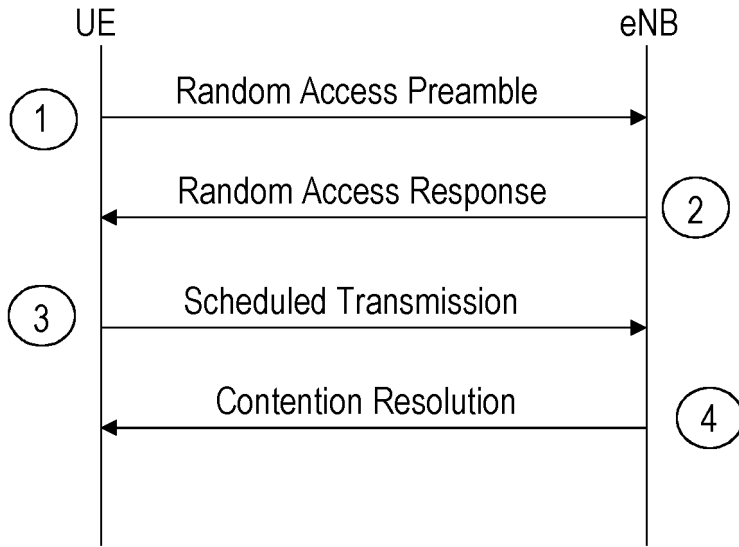 UE
eNB
1
Random Access Preamble
Random Access Response
2
3
Scheduled Transmission
Contention Resolution
4